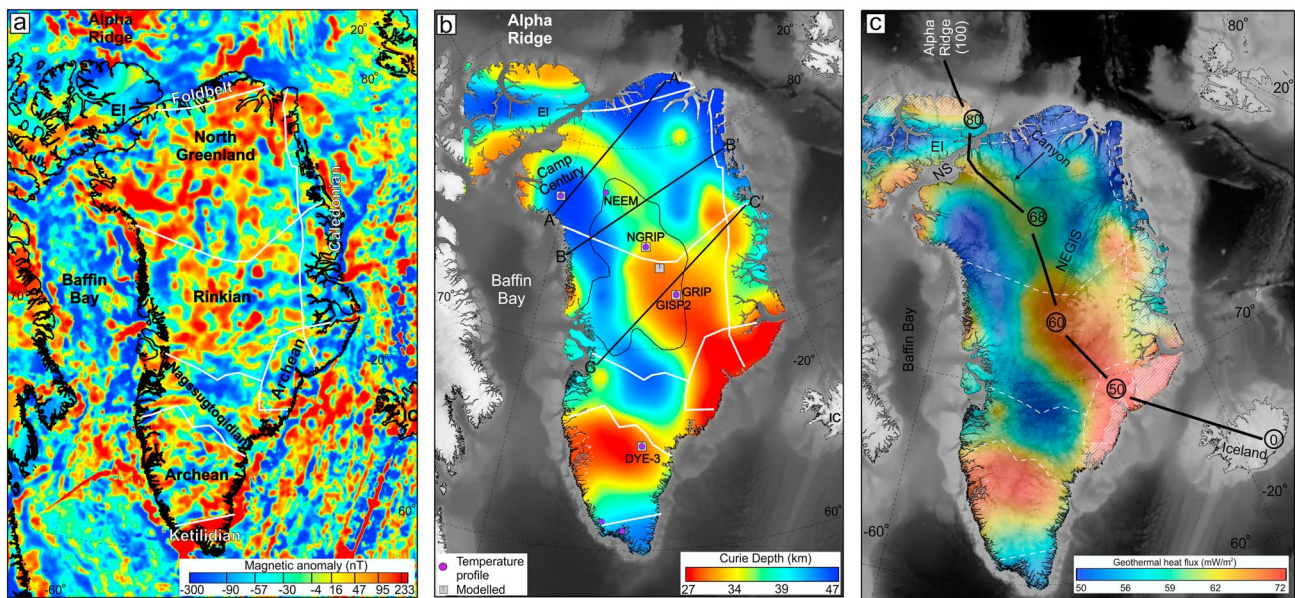 a
Alpha
Ridge
20°
80°
EI
Foldbelt
North
Greenland
Caledonian
Baffin
Bay
70°
Rinkian
20°
Archean
Nagssugtoqidian
IC
Archean
60°
Ketilidian
-60°
Magnetic anomaly (nT)
-300 -90 -57 -30 -4 16 47 95 233
b
Alpha
Ridge
20°
A'
80°
EI
B'
Camp
Century
NEEM
C'
A
NGRIP
B
Baffin
Bay
70°
GRIP
GISP2
-20°
C
IC
DYE-3
60°
Temperature
profile
Modelled
Curie Depth (km)
27 34 39 47
c
Alpha
Ridge
(100)
80°
20°
80
EI
Canyon
NS
68
NEGIS
60
70°
Baffin Bay
50
0
Iceland
-20°
-60°
60°
Geothermal heat flux (mW/m²)
50 56 59 62 72